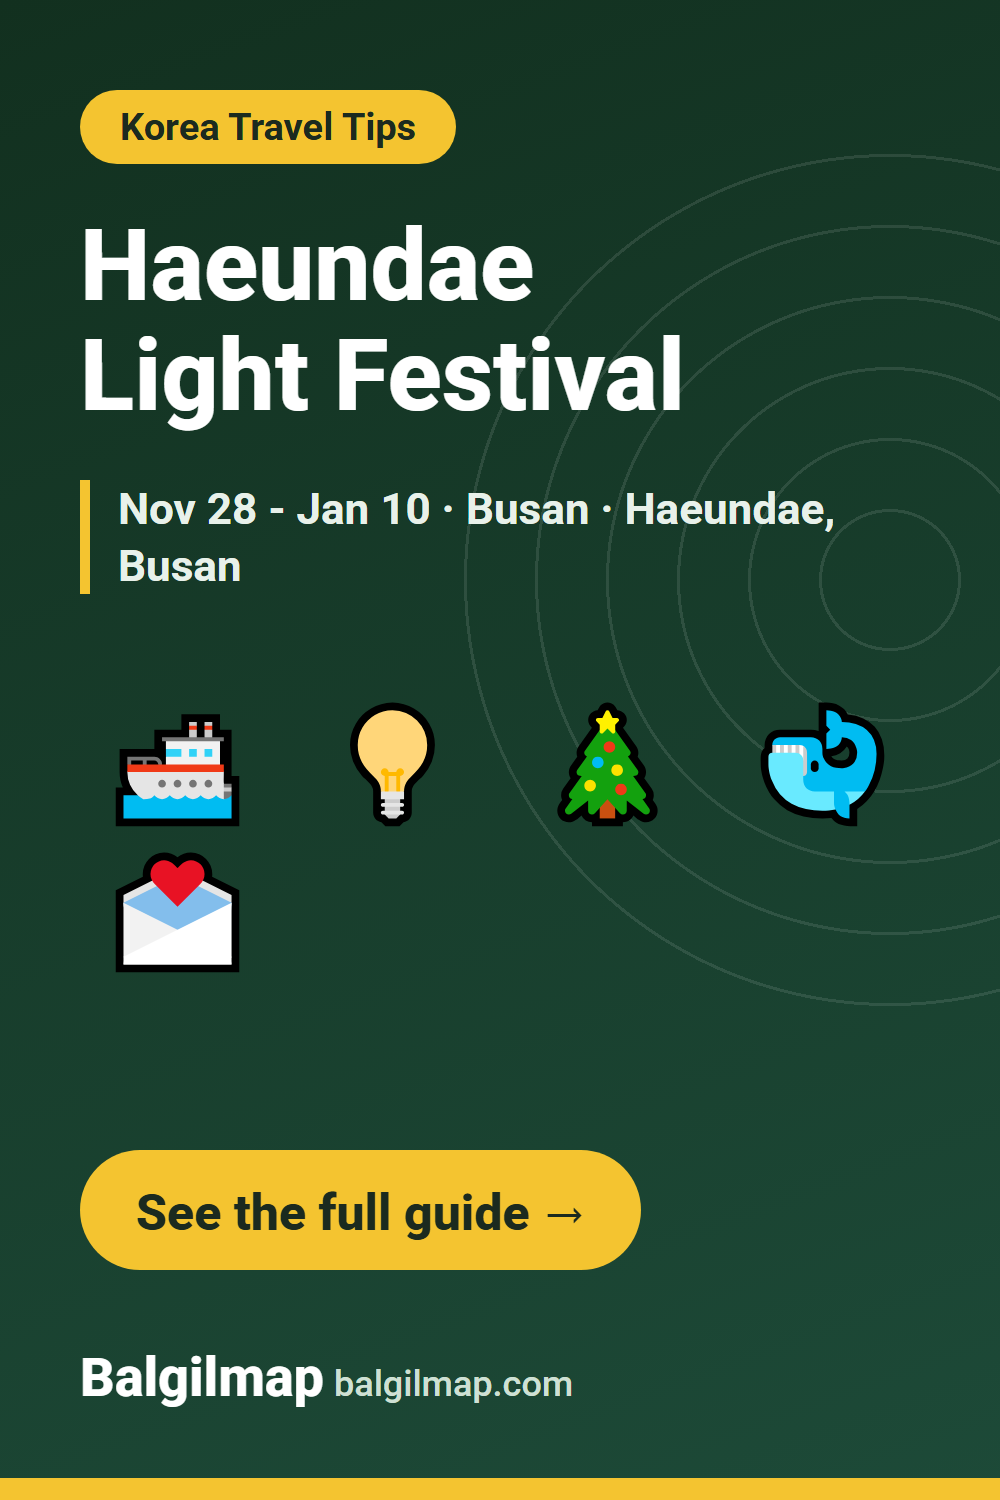 Korea Travel Tips
Haeundae
Light Festival
Nov 28 - Jan 10 · Busan · Haeundae,
Busan
See the full guide →
Balgilmap balgilmap.com